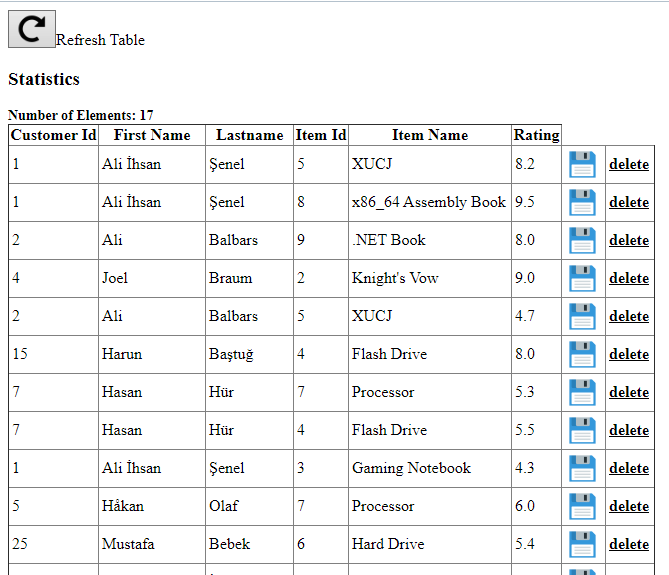 Refresh Table
Statistics
Number of Elements: 17
Customer Id First Name Lastname Item Id Item Name Rating
1 Ali İhsan Şenel 5 XUCJ 8.2 delete
1 Ali İhsan Şenel 8 x86_64 Assembly Book 9.5 delete
2 Ali Balbars 9 .NET Book 8.0 delete
4 Joel Braum 2 Knight's Vow 9.0 delete
2 Ali Balbars 5 XUCJ 4.7 delete
15 Harun Baştuğ 4 Flash Drive 8.0 delete
7 Hasan Hür 7 Processor 5.3 delete
7 Hasan Hür 4 Flash Drive 5.5 delete
1 Ali İhsan Şenel 3 Gaming Notebook 4.3 delete
5 Håkan Olaf 7 Processor 6.0 delete
25 Mustafa Bebek 6 Hard Drive 5.4 delete